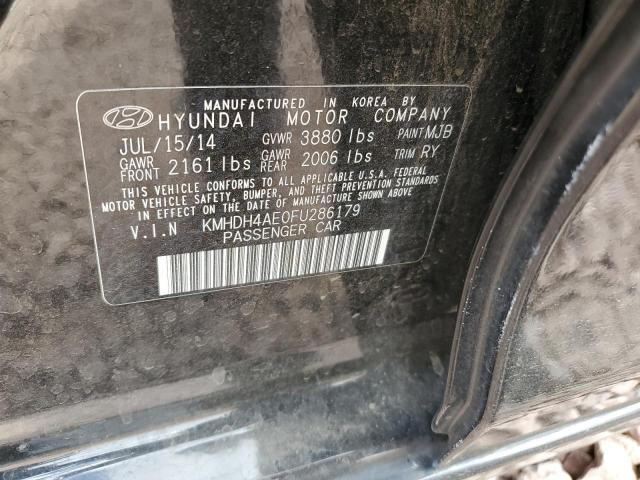 MANUFACTURED IN KOREA BY
HYUNDAI MOTOR COMPANY
JUL/15/14 GVWR 3880 lbs PAINT MJB
GAWR FRONT 2161 lbs GAWR REAR 2006 lbs TRIM RY
THIS VEHICLE CONFORMS TO ALL APPLICABLE U.S.A. FEDERAL
MOTOR VEHICLE SAFETY, BUMPER, AND THEFT PREVENTION
STANDARDS IN EFFECT ON THE DATE OF MANUFACTURE SHOWN ABOVE.
V.I.N KMHDH4AE0FU286179
PASSENGER CAR